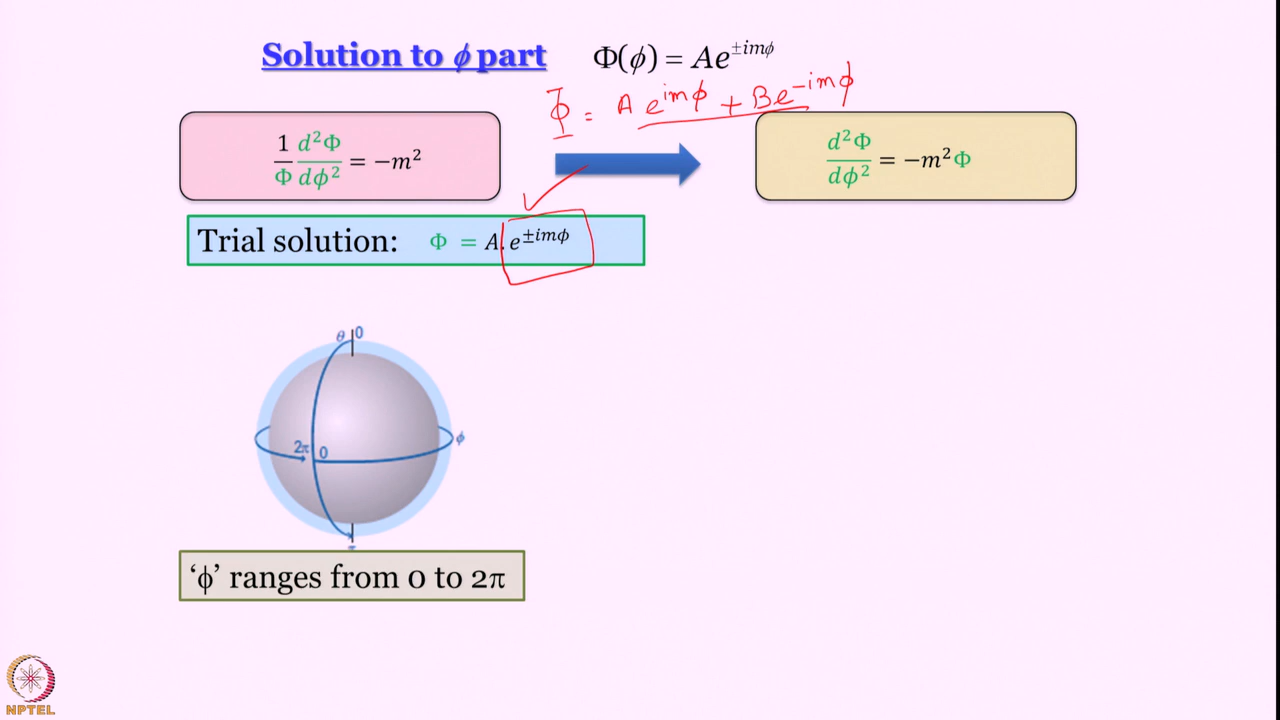 Solution to ϕ part Φ(ϕ) = Ae^{±imϕ}
Φ = A e^{imϕ} + Be^{-imϕ}
1/Φ d²Φ/dϕ² = −m²
d²Φ/dϕ² = −m²Φ
Trial solution: Φ = A.e^{±imϕ}
θ 0
2π 0 ϕ
π
‘ϕ’ ranges from 0 to 2π
NPTEL